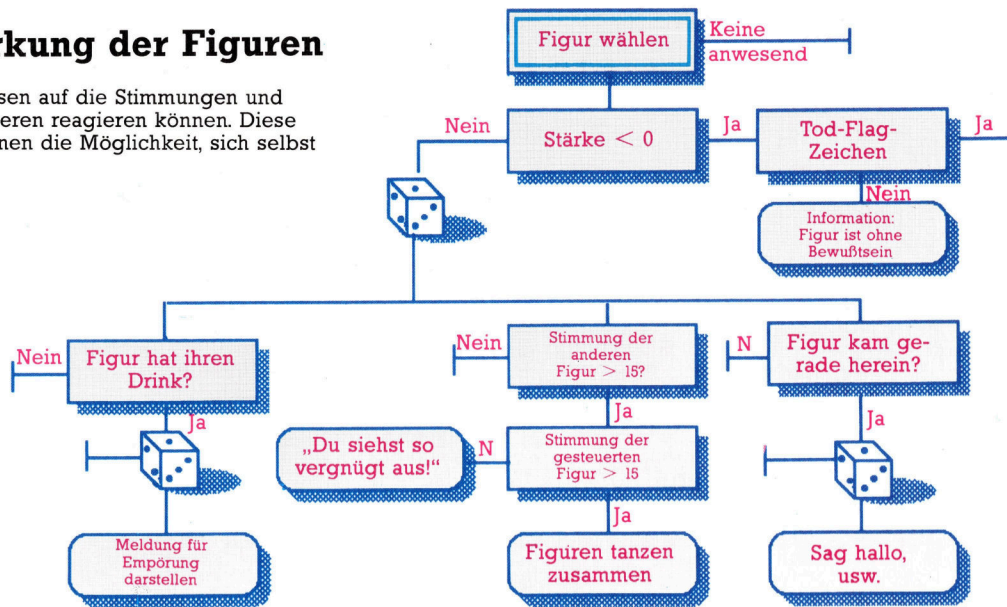 rkung der Figuren
sen auf die Stimmungen und
eren reagieren können. Diese
nen die Möglichkeit, sich selbst
Figur wählen
Keine
anwesend
Nein
Stärke < 0
Ja
Tod-Flag-
Zeichen
Ja
Nein
Information:
Figur ist ohne
Bewußtsein
Nein
Figur hat ihren
Drink?
Ja
Meldung für
Empörung
darstellen
Nein
Stimmung der
anderen
Figur > 15?
Ja
„Du siehst so
vergnügt aus!“
N
Stimmung der
gesteuerten
Figur > 15
Ja
Figuren tanzen
zusammen
N
Figur kam ge-
rade herein?
Ja
Sag hallo,
usw.